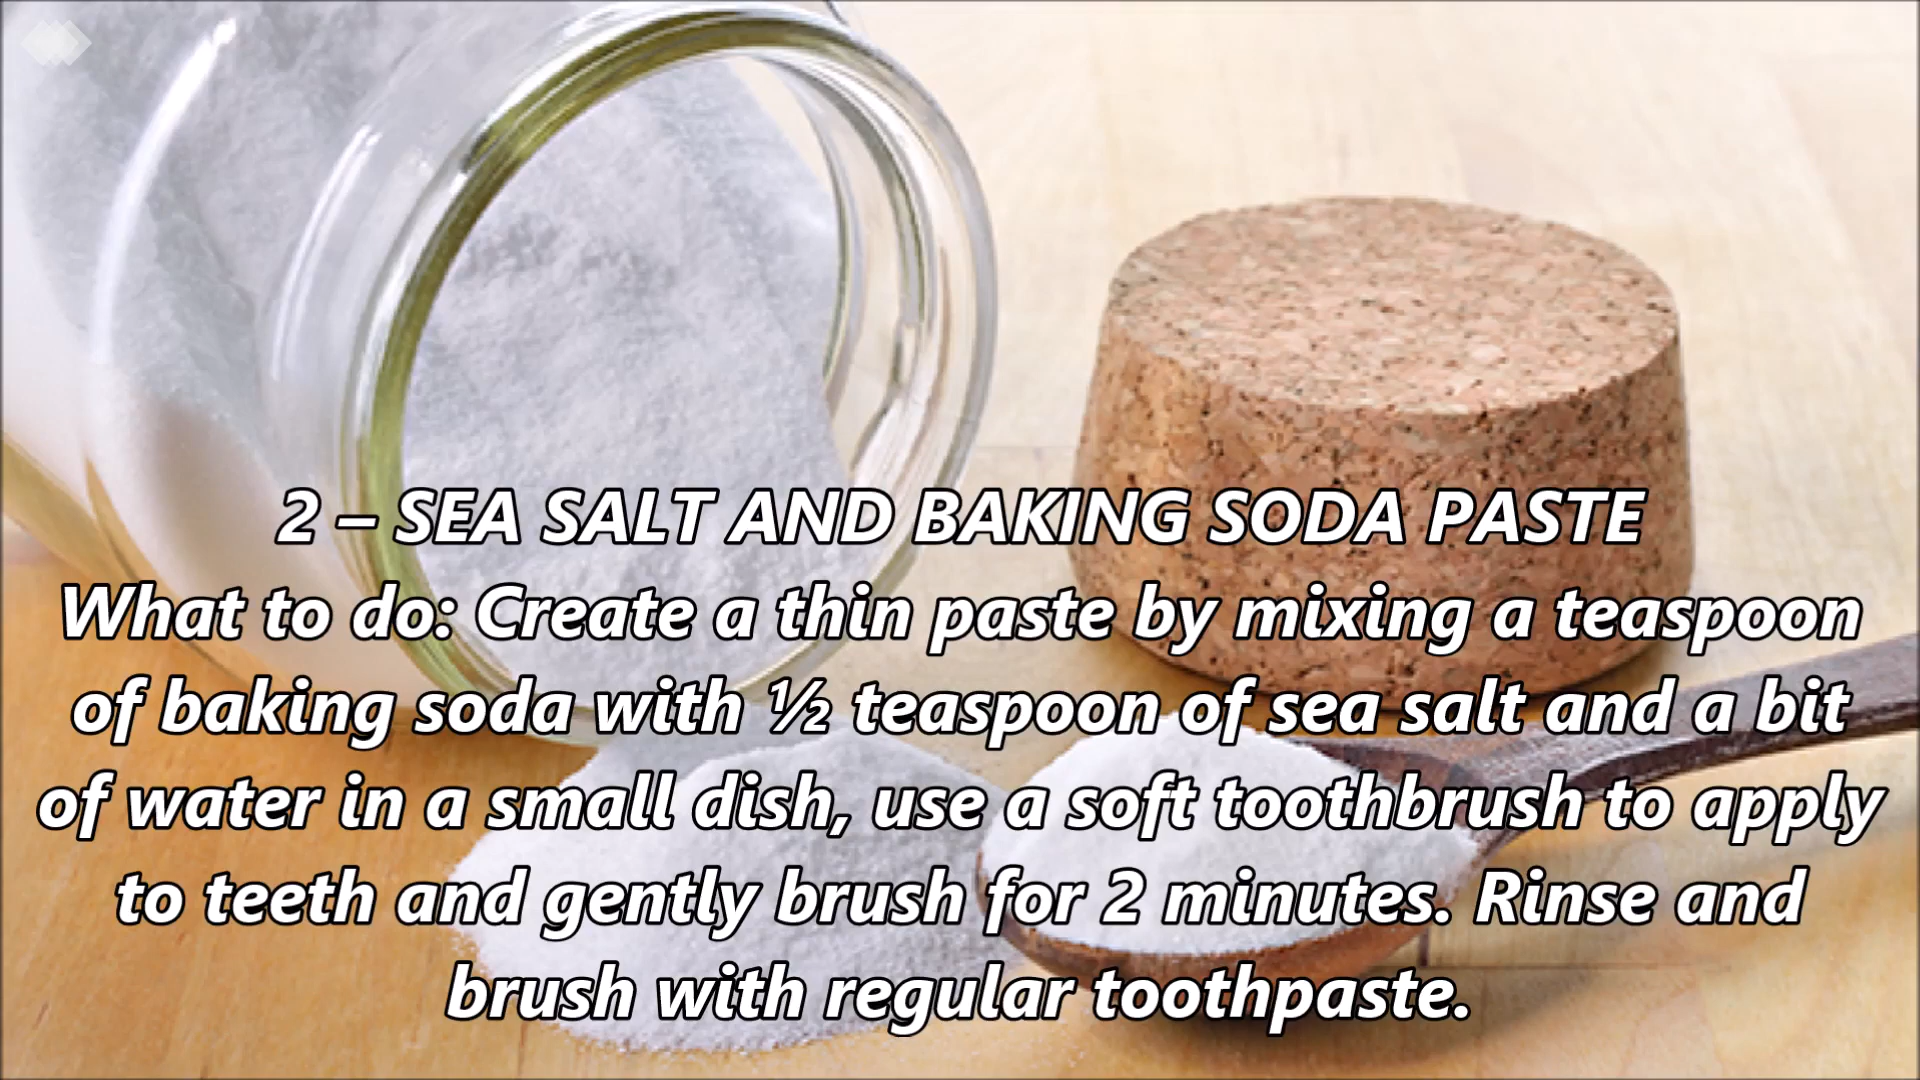 2 – SEA SALT AND BAKING SODA PASTE
What to do: Create a thin paste by mixing a teaspoon
of baking soda with ½ teaspoon of sea salt and a bit
of water in a small dish, use a soft toothbrush to apply
to teeth and gently brush for 2 minutes. Rinse and
brush with regular toothpaste.